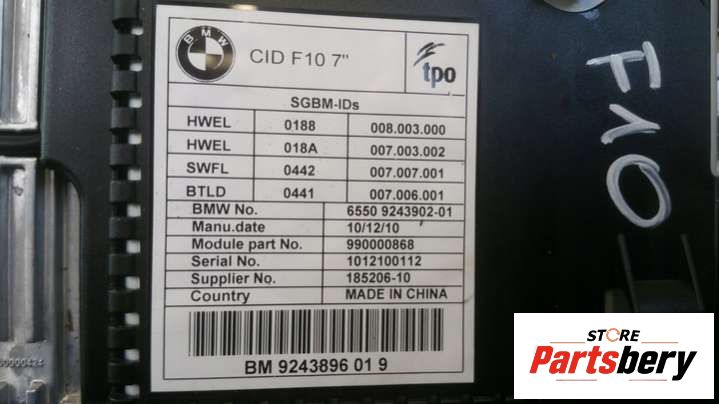 BMW
CID F10 7"
tpo
SGBM-IDs
HWEL 0188 008.003.000
HWEL 018A 007.003.002
SWFL 0442 007.007.001
BTLD 0441 007.006.001
BMW No. 6550 9243902-01
Manu.date 10/12/10
Module part No. 990000868
Serial No. 1012100112
Supplier No. 185206-10
Country MADE IN CHINA
BM 9243896 01 9
F10
STORE
Partsbery